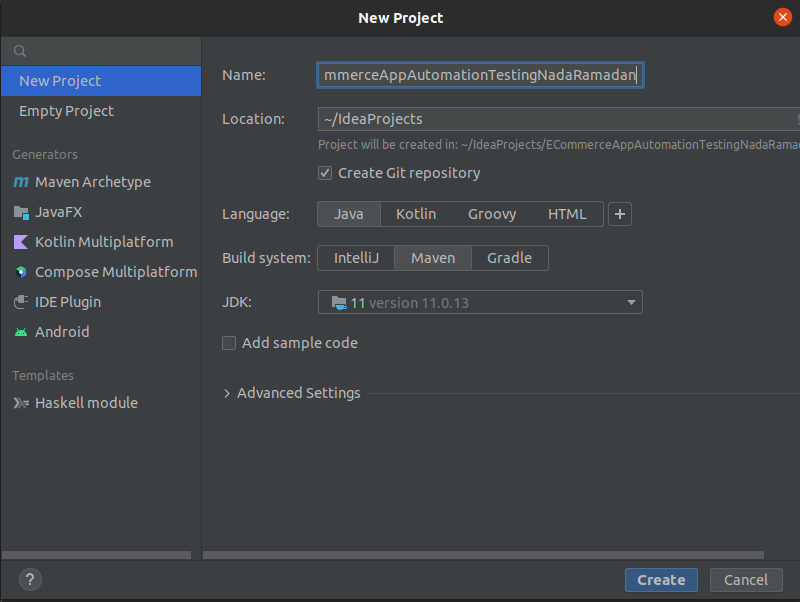 New Project
New Project
Empty Project
Generators
Maven Archetype
JavaFX
Kotlin Multiplatform
Compose Multiplatform
IDE Plugin
Android
Templates
Haskell module
Name: mmerceAppAutomationTestingNadaRamadan
Location: ~/IdeaProjects
Project will be created in: ~/IdeaProjects/ECommerceAppAutomationTestingNadaRamad
Create Git repository
Language: Java Kotlin Groovy HTML +
Build system: IntelliJ Maven Gradle
JDK: 11 version 11.0.13
Add sample code
Advanced Settings
? Create Cancel